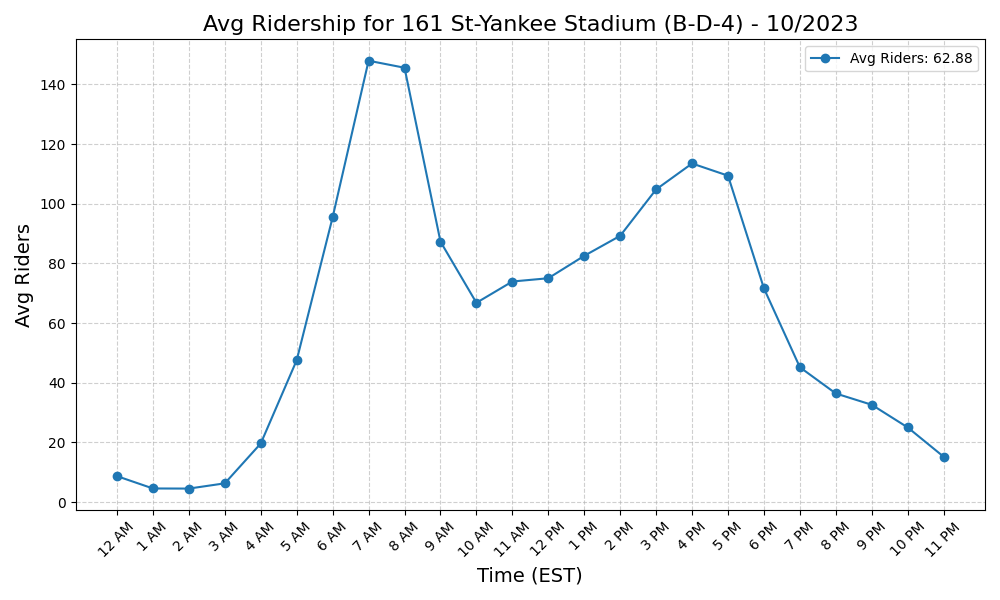 Avg Ridership for 161 St-Yankee Stadium (B-D-4) - 10/2023
Avg Riders: 62.88
Avg Riders
140
120
100
80
60
40
20
0
12 AM
1 AM
2 AM
3 AM
4 AM
5 AM
6 AM
7 AM
8 AM
9 AM
10 AM
11 AM
12 PM
1 PM
2 PM
3 PM
4 PM
5 PM
6 PM
7 PM
8 PM
9 PM
10 PM
11 PM
Time (EST)